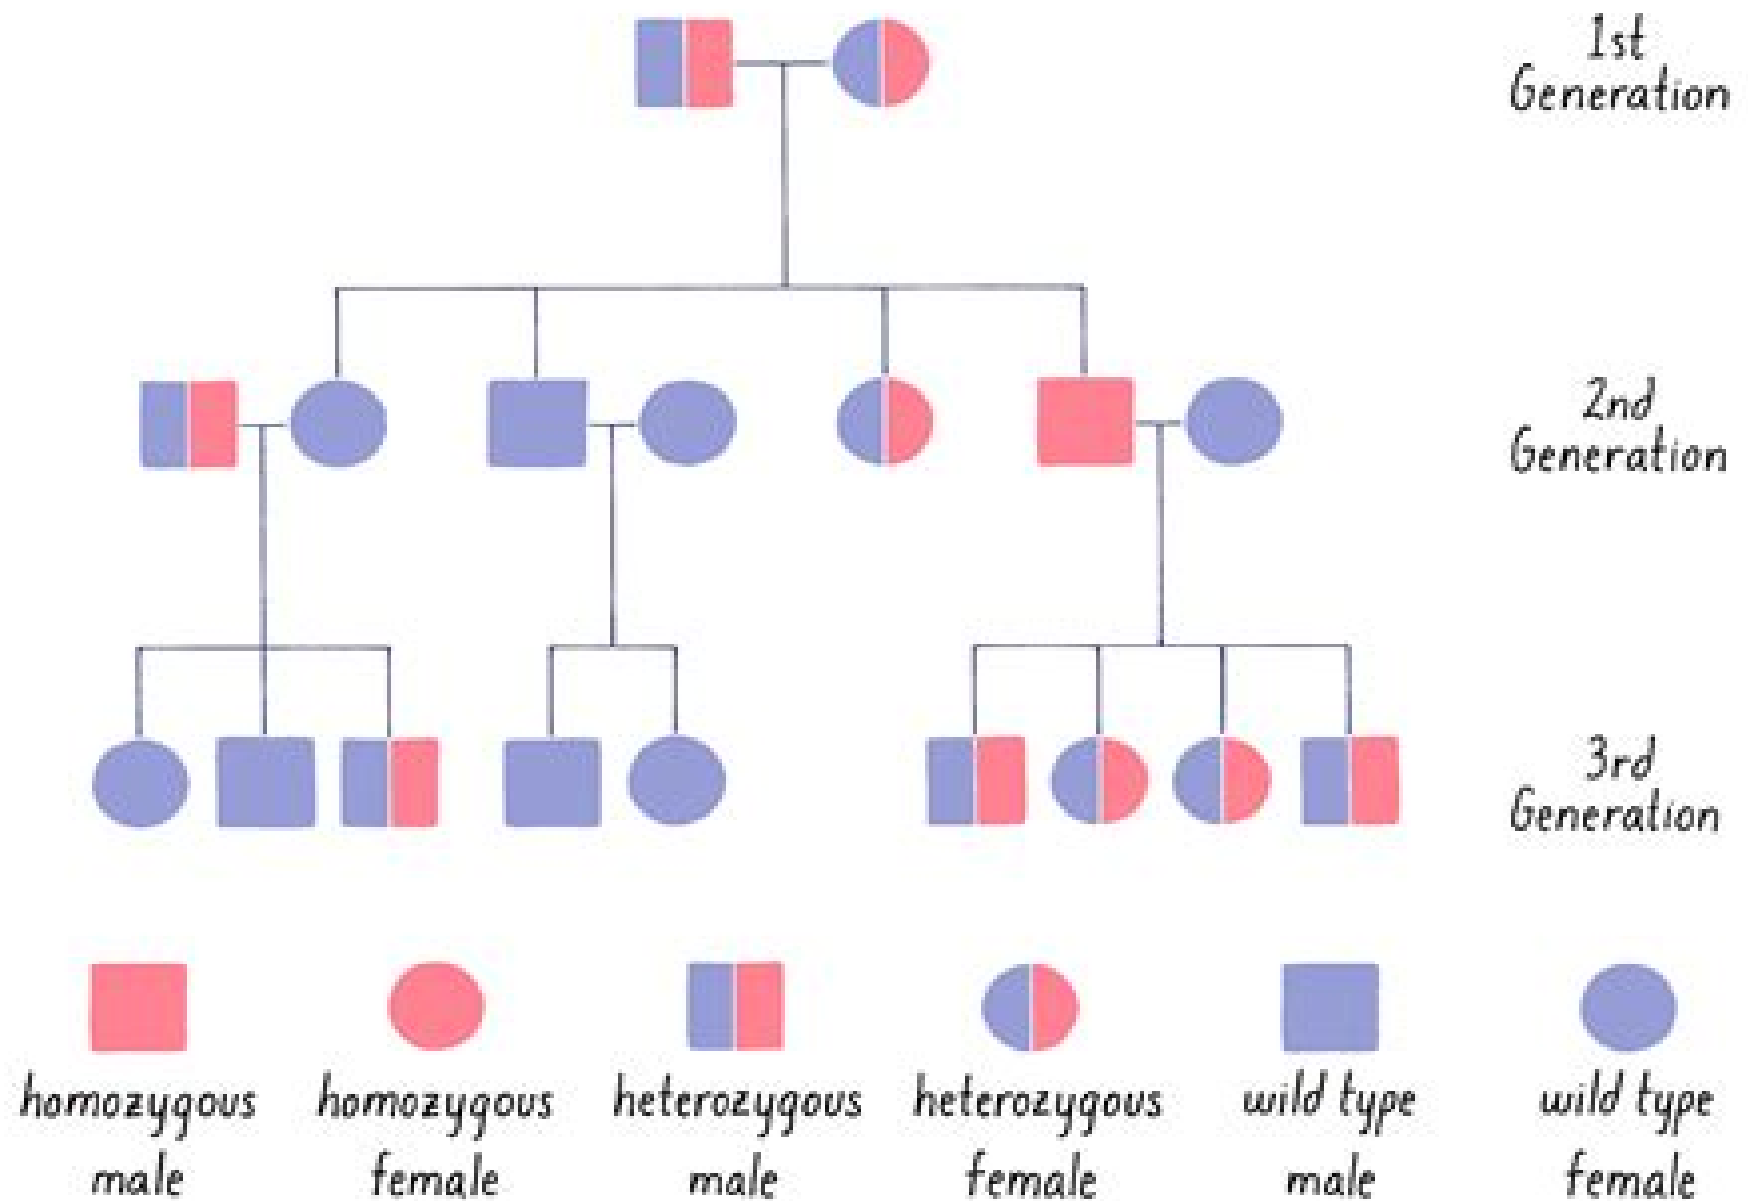 1st
Generation
2nd
Generation
3rd
Generation
homozygous
male
homozygous
female
heterozygous
male
heterozygous
female
wild type
male
wild type
female